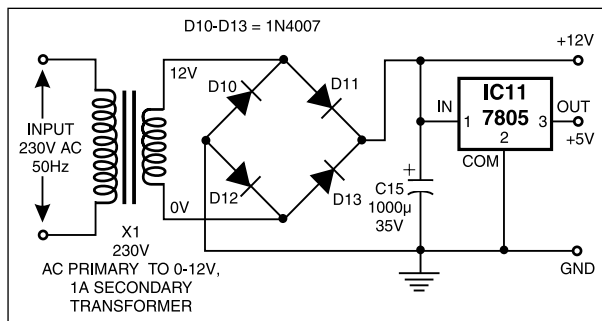 D10-D13 = 1N4007
+12V
12V
D10
D11
IC11
7805
IN
1
2
3
OUT
+5V
COM
INPUT
230V AC
50Hz
D12
D13
0V
+
C15
1000µ
35V
GND
X1
230V
AC PRIMARY TO 0-12V,
1A SECONDARY
TRANSFORMER